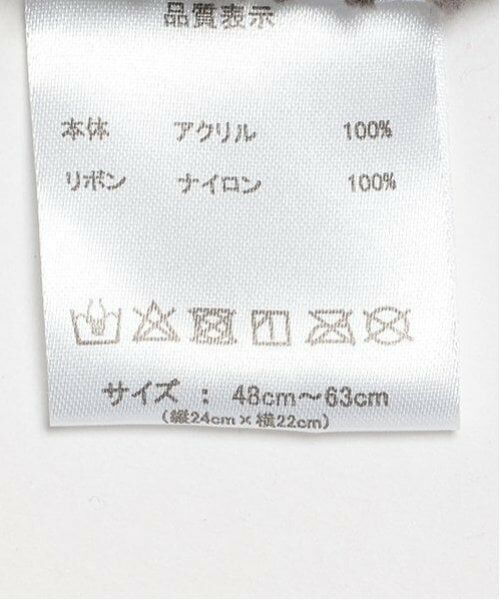 品質表示
本体 アクリル 100%
リボン ナイロン 100%
サイズ : 48cm～63cm
(縦24cm×横22cm)